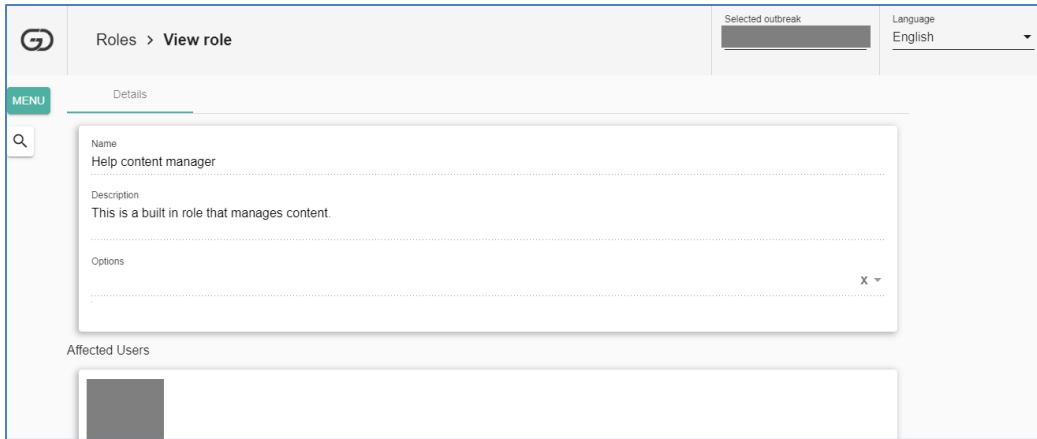 Roles > View role
Selected outbreak
Language
English
MENU
Details
Name
Help content manager
Description
This is a built in role that manages content.
Options
x
Affected Users